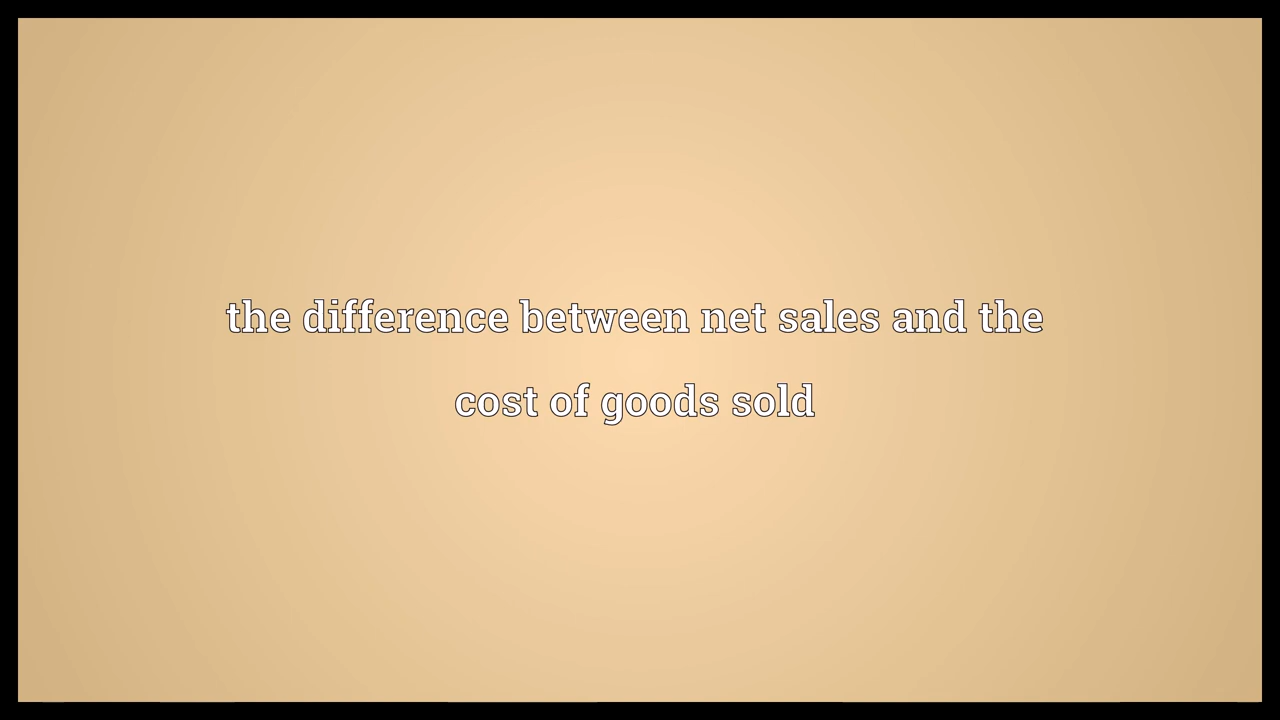 the difference between net sales and the
cost of goods sold